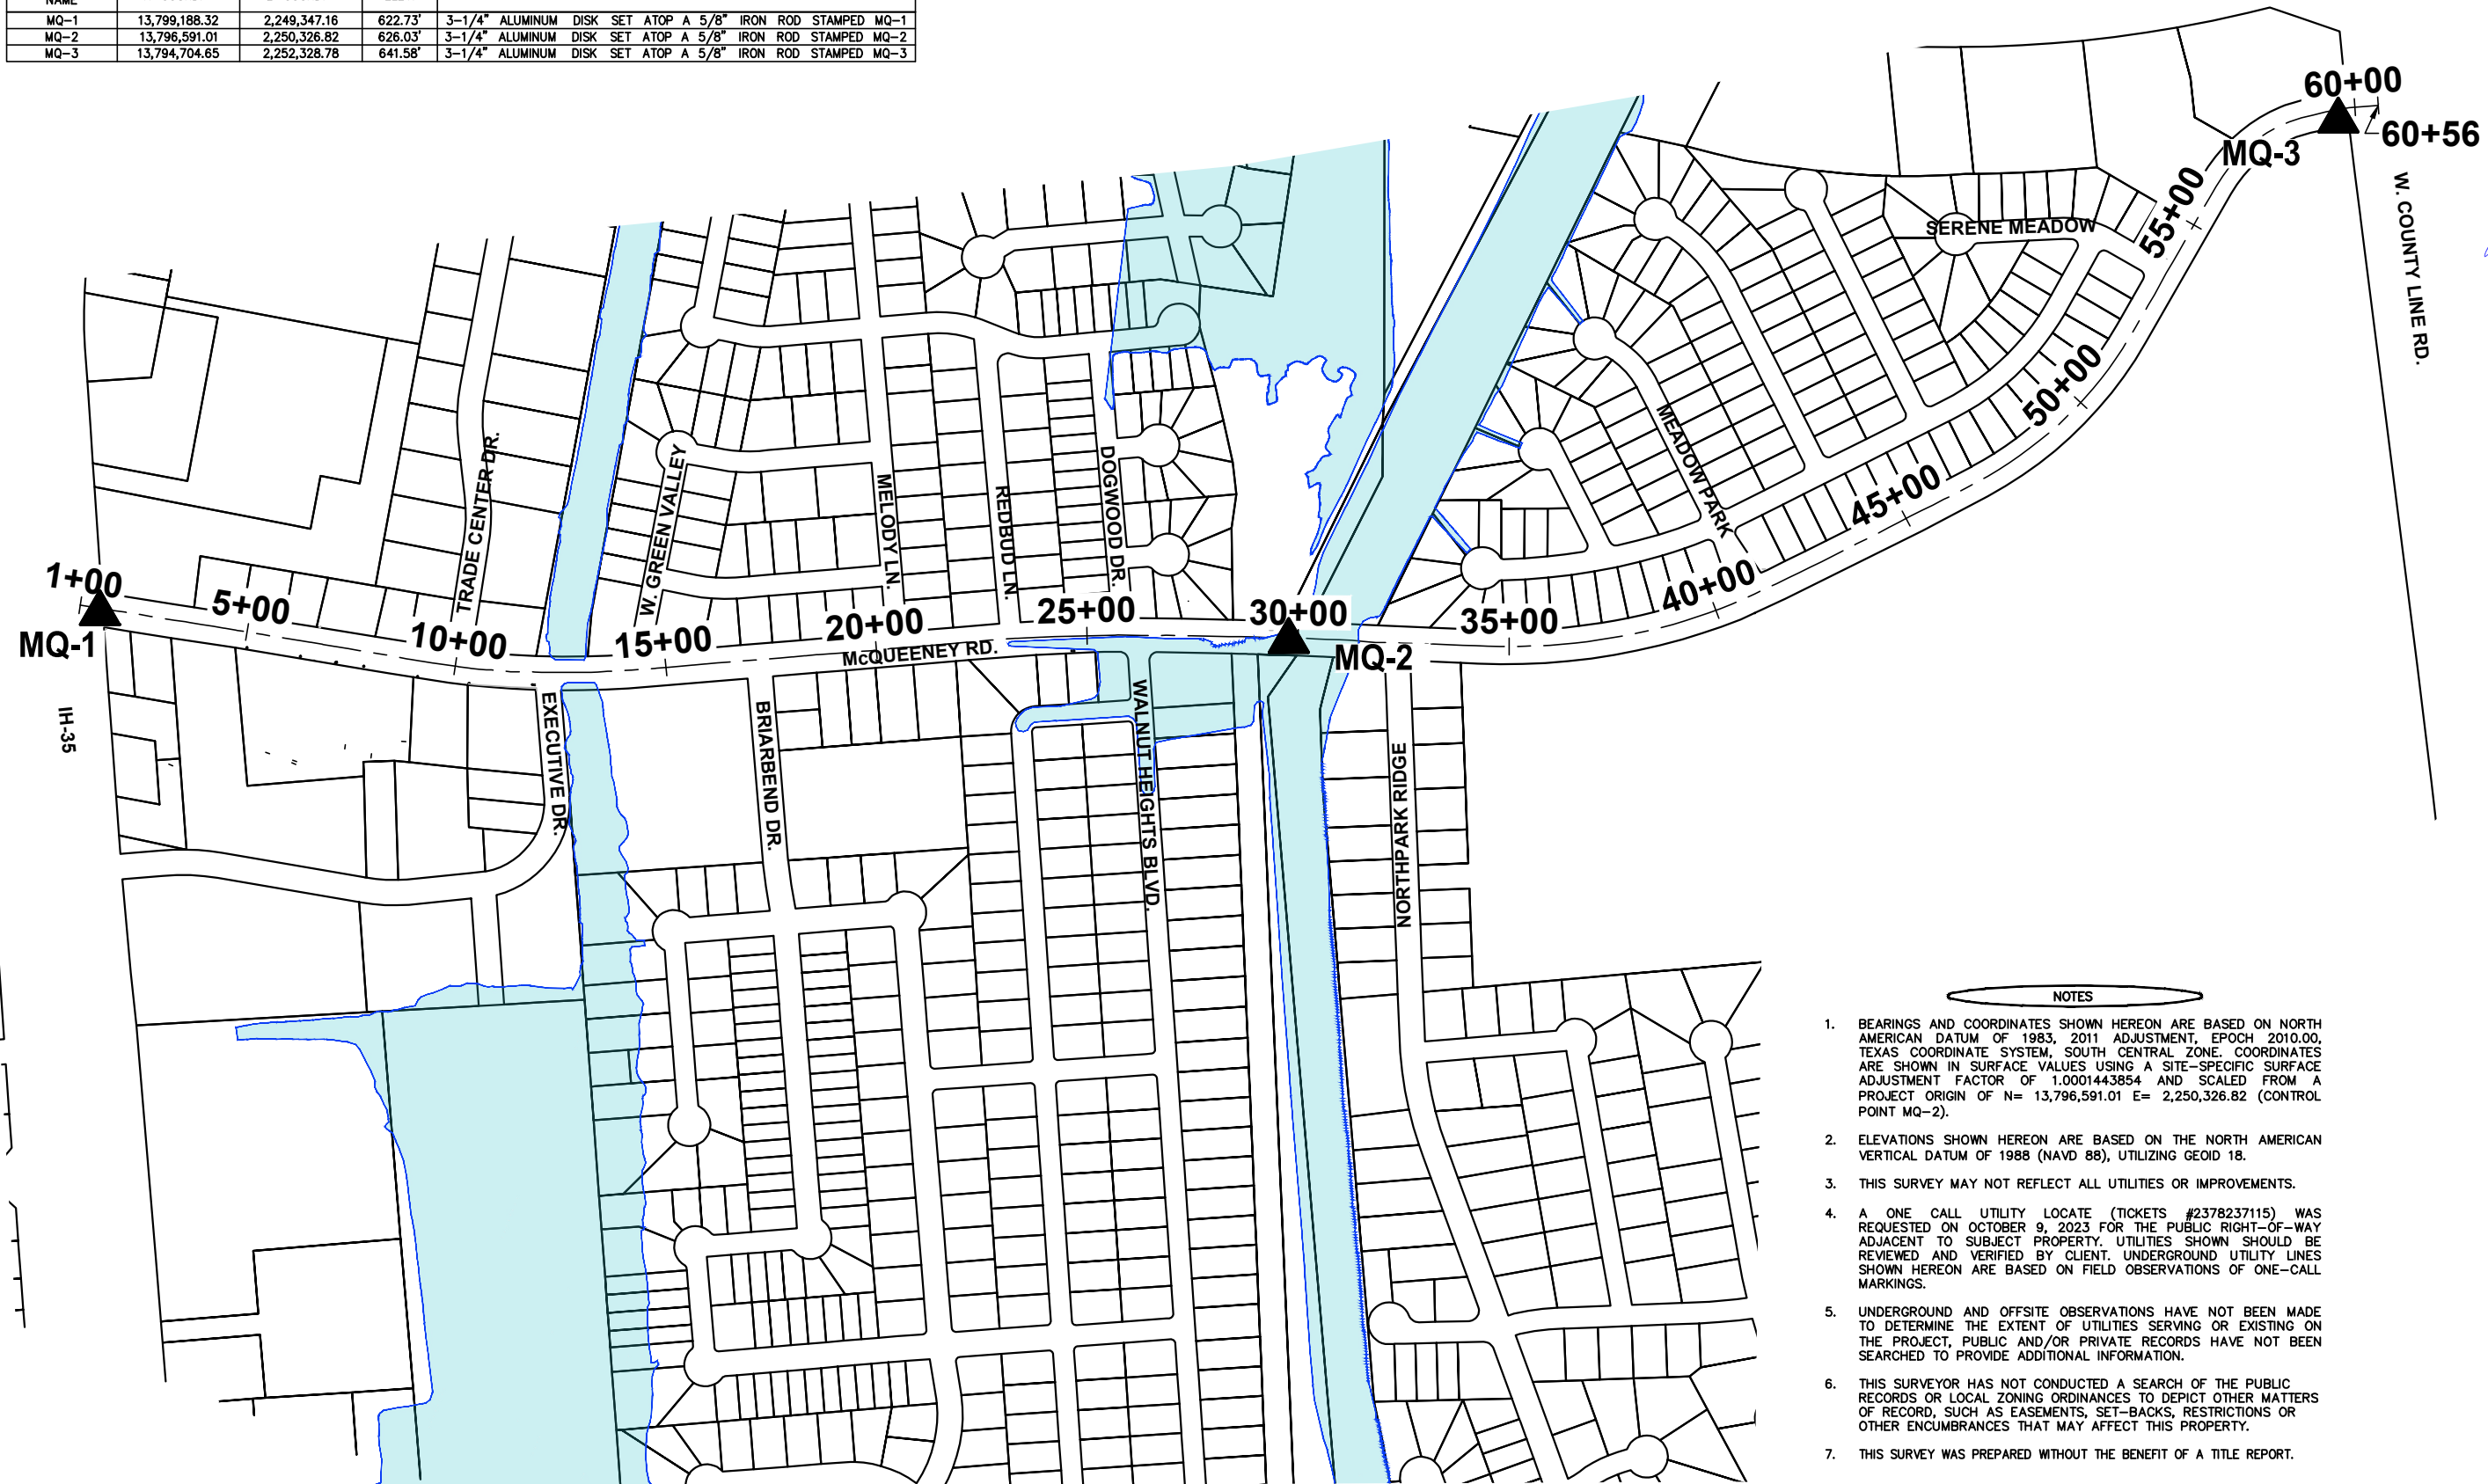 NAME
MQ-1 13,799,188.32 2,249,347.16 622.73' 3-1/4" ALUMINUM DISK SET ATOP A 5/8" IRON ROD STAMPED MQ-1
MQ-2 13,796,591.01 2,250,326.82 626.03' 3-1/4" ALUMINUM DISK SET ATOP A 5/8" IRON ROD STAMPED MQ-2
MQ-3 13,794,704.65 2,252,328.78 641.58' 3-1/4" ALUMINUM DISK SET ATOP A 5/8" IRON ROD STAMPED MQ-3
60+00
60+56
MQ-3
W. COUNTY LINE RD.
55+00
SERENE MEADOW
50+00
MEADOW PARK
45+00
40+00
35+00
30+00
MQ-2
25+00
20+00
15+00
10+00
5+00
1+00
MQ-1
IH-35
TRADE CENTER DR.
W. GREEN VALLEY
MELODY LN.
REDBUD LN.
DOGWOOD DR.
McQUEENEY RD.
EXECUTIVE DR.
BRIARBEND DR.
WALNUT HEIGHTS BLVD.
NORTHPARK RIDGE
NOTES
1. BEARINGS AND COORDINATES SHOWN HEREON ARE BASED ON NORTH
AMERICAN DATUM OF 1983, 2011 ADJUSTMENT, EPOCH 2010.00,
TEXAS COORDINATE SYSTEM, SOUTH CENTRAL ZONE. COORDINATES
ARE SHOWN IN SURFACE VALUES USING A SITE-SPECIFIC SURFACE
ADJUSTMENT FACTOR OF 1.0001443854 AND SCALED FROM A
PROJECT ORIGIN OF N= 13,796,591.01 E= 2,250,326.82 (CONTROL
POINT MQ-2).
2. ELEVATIONS SHOWN HEREON ARE BASED ON THE NORTH AMERICAN
VERTICAL DATUM OF 1988 (NAVD 88), UTILIZING GEOID 18.
3. THIS SURVEY MAY NOT REFLECT ALL UTILITIES OR IMPROVEMENTS.
4. A ONE CALL UTILITY LOCATE (TICKETS #2378237115) WAS
REQUESTED ON OCTOBER 9, 2023 FOR THE PUBLIC RIGHT-OF-WAY
ADJACENT TO SUBJECT PROPERTY. UTILITIES SHOWN SHOULD BE
REVIEWED AND VERIFIED BY CLIENT. UNDERGROUND UTILITY LINES
SHOWN HEREON ARE BASED ON FIELD OBSERVATIONS OF ONE-CALL
MARKINGS.
5. UNDERGROUND AND OFFSITE OBSERVATIONS HAVE NOT BEEN MADE
TO DETERMINE THE EXTENT OF UTILITIES SERVING OR EXISTING ON
THE PROJECT, PUBLIC AND/OR PRIVATE RECORDS HAVE NOT BEEN
SEARCHED TO PROVIDE ADDITIONAL INFORMATION.
6. THIS SURVEYOR HAS NOT CONDUCTED A SEARCH OF THE PUBLIC
RECORDS OR LOCAL ZONING ORDINANCES TO DEPICT OTHER MATTERS
OF RECORD, SUCH AS EASEMENTS, SET-BACKS, RESTRICTIONS OR
OTHER ENCUMBRANCES THAT MAY AFFECT THIS PROPERTY.
7. THIS SURVEY WAS PREPARED WITHOUT THE BENEFIT OF A TITLE REPORT.